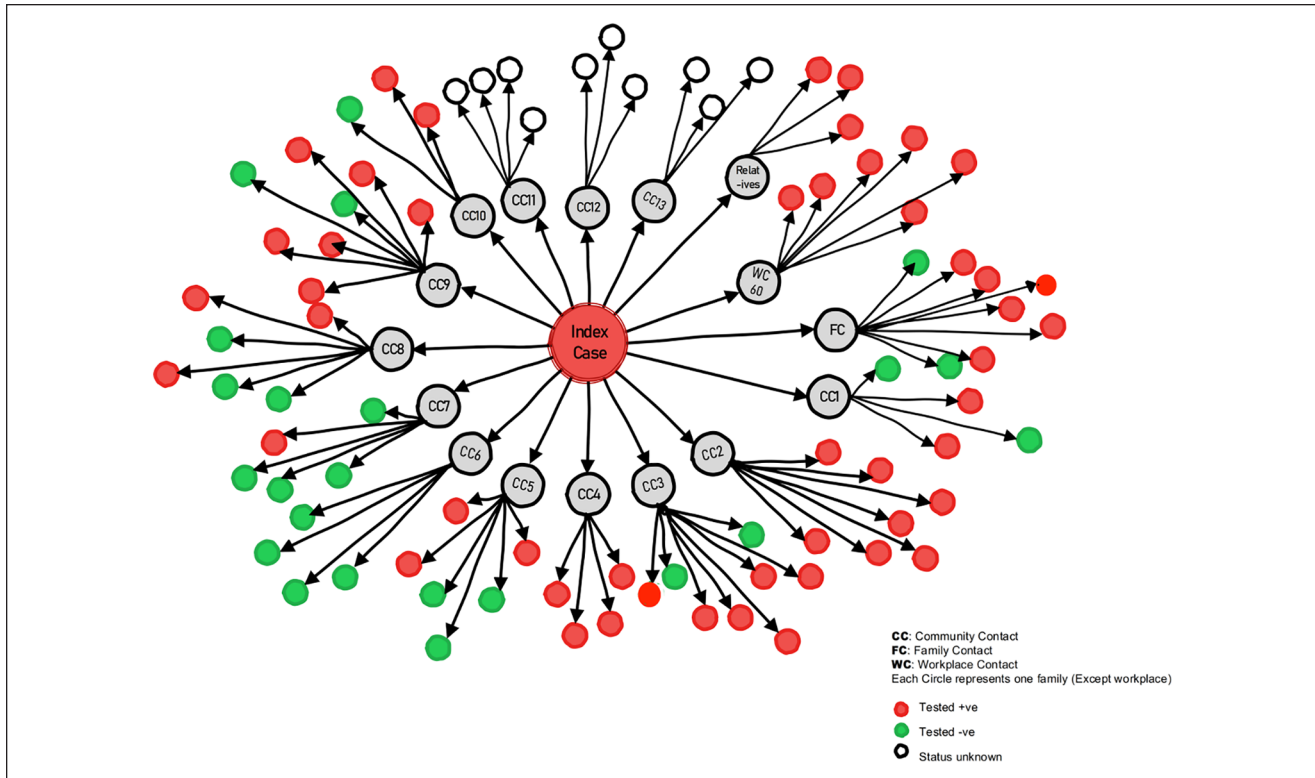 CC10
CC11
CC12
CC13
Relat
-ives
CC9
WC
60
Index
Case
FC
CC8
CC7
CC1
CC6
CC2
CC5
CC4
CC3
CC: Community Contact
FC: Family Contact
WC: Workplace Contact
Each Circle represents one family (Except workplace)
Tested +ve
Tested -ve
Status unknown